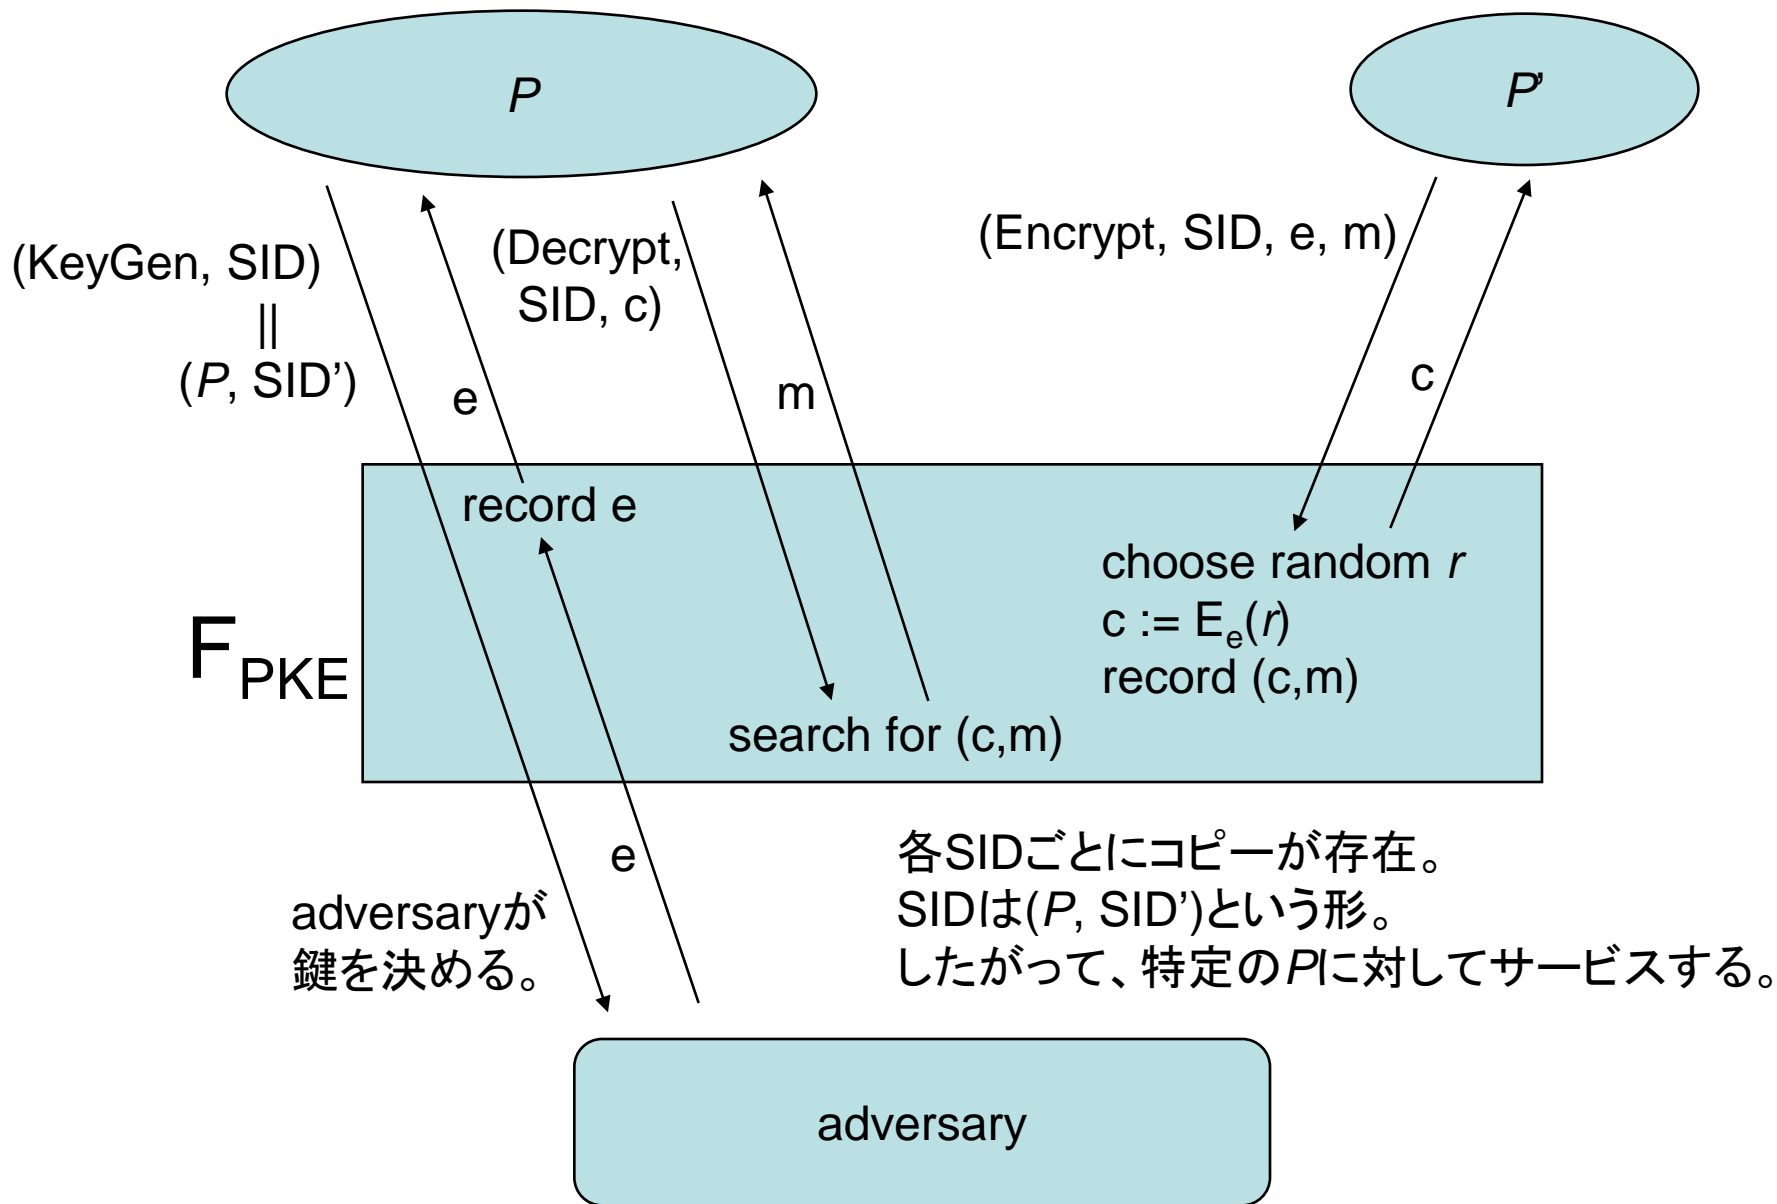 P
P'
(KeyGen, SID)
||
(P, SID’)
e
(Decrypt,
SID, c)
m
(Encrypt, SID, e, m)
c
F_PKE
record e
search for (c,m)
choose random r
c := E_e(r)
record (c,m)
e
adversaryが
鍵を決める。
各SIDごとにコピーが存在。
SIDは(P, SID’)という形。
したがって、特定のPに対してサービスする。
adversary